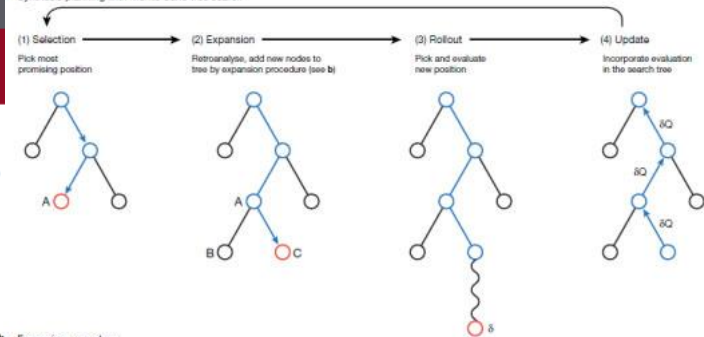 (1) Selection
(2) Expansion
(3) Rollout
(4) Update
Pick most
promising position
Retroanalyse, add new nodes to
tree by expansion procedure (see b)
Pick and evaluate
new position
Incorporate evaluation
in the search tree
δQ
δQ
A
A
δQ
B
C
δ